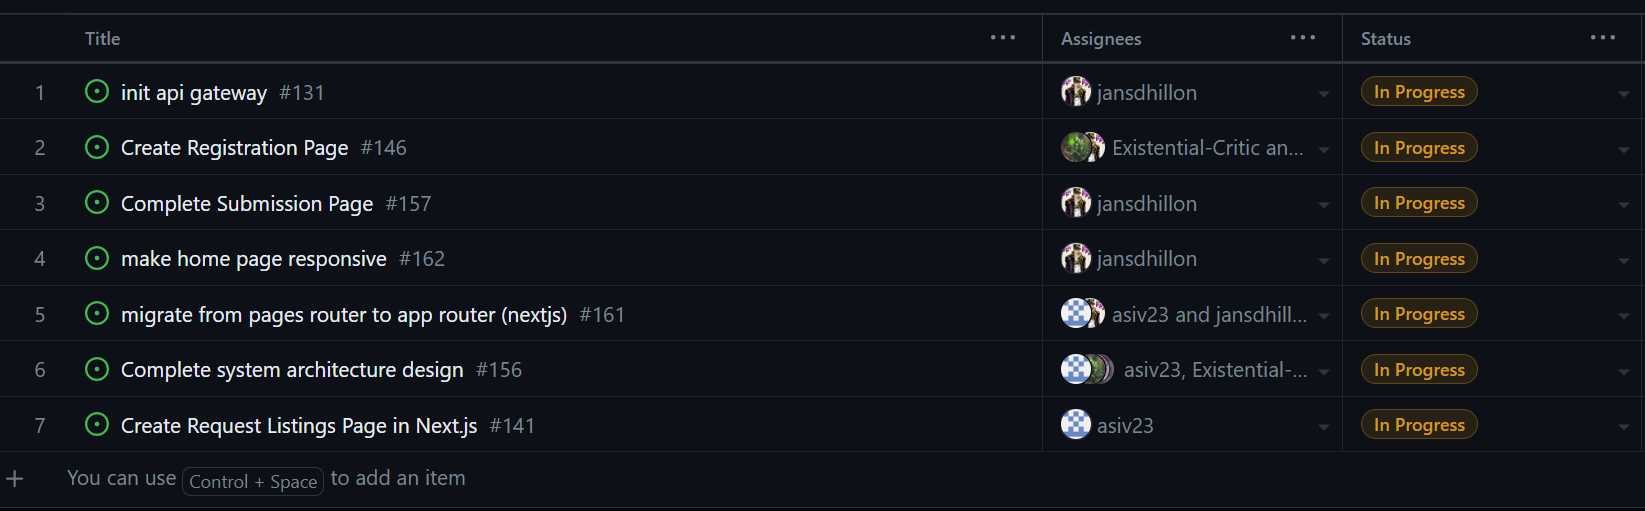 Title ... Assignees ... Status ...
1 init api gateway #131 jansdhillon In Progress
2 Create Registration Page #146 Existential-Critic an... In Progress
3 Complete Submission Page #157 jansdhillon In Progress
4 make home page responsive #162 jansdhillon In Progress
5 migrate from pages router to app router (nextjs) #161 asiv23 and jansdhill... In Progress
6 Complete system architecture design #156 asiv23, Existential-... In Progress
7 Create Request Listings Page in Next.js #141 asiv23 In Progress
+ You can use Control + Space to add an item